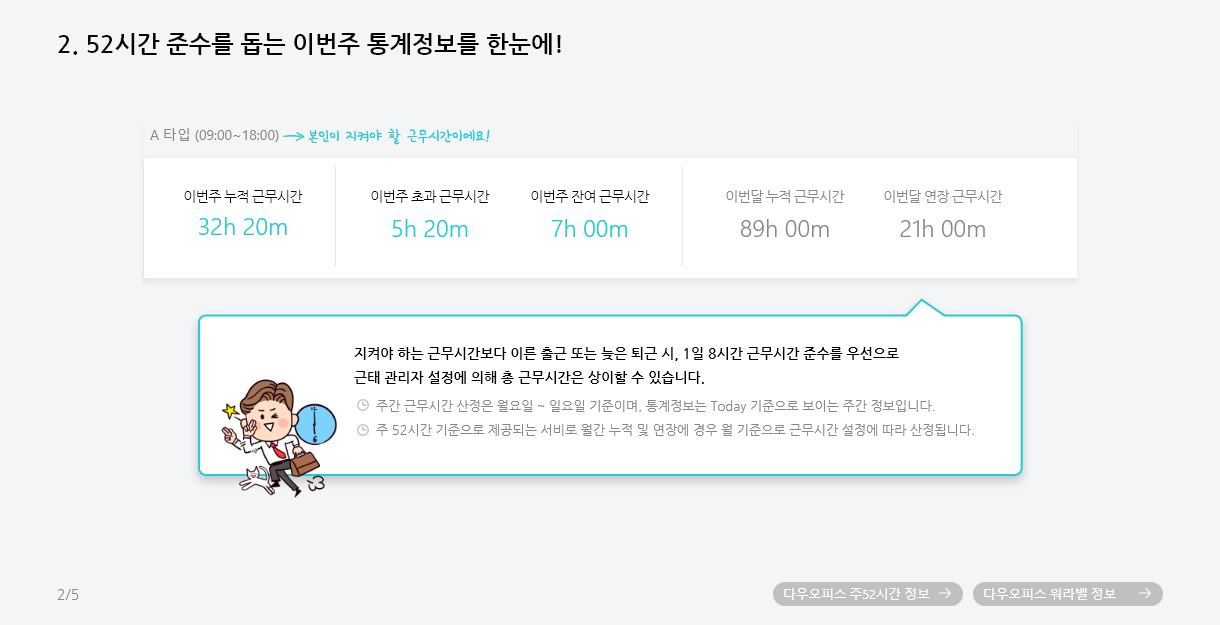 2. 52시간 준수를 돕는 이번주 통계정보를 한눈에!
A 타입 (09:00~18:00) 본인이 지켜야 할 근무시간이에요!
이번주 누적 근무시간 이번주 초과 근무시간 이번주 잔여 근무시간 이번달 누적 근무시간 이번달 연장 근무시간
32h 20m 5h 20m 7h 00m 89h 00m 21h 00m
지켜야 하는 근무시간보다 이른 출근 또는 늦은 퇴근 시, 1일 8시간 근무시간 준수를 우선으로
근태 관리자 설정에 의해 총 근무시간은 상이할 수 있습니다.
주간 근무시간 산정은 월요일 ~ 일요일 기준이며, 통계정보는 Today 기준으로 보이는 주간 정보입니다.
주 52시간 기준으로 제공되는 서비로 월간 누적 및 연장에 경우 월 기준으로 근무시간 설정에 따라 산정됩니다.
12
6
2/5 다우오피스 주52시간 정보 → 다우오피스 워라밸 정보 →